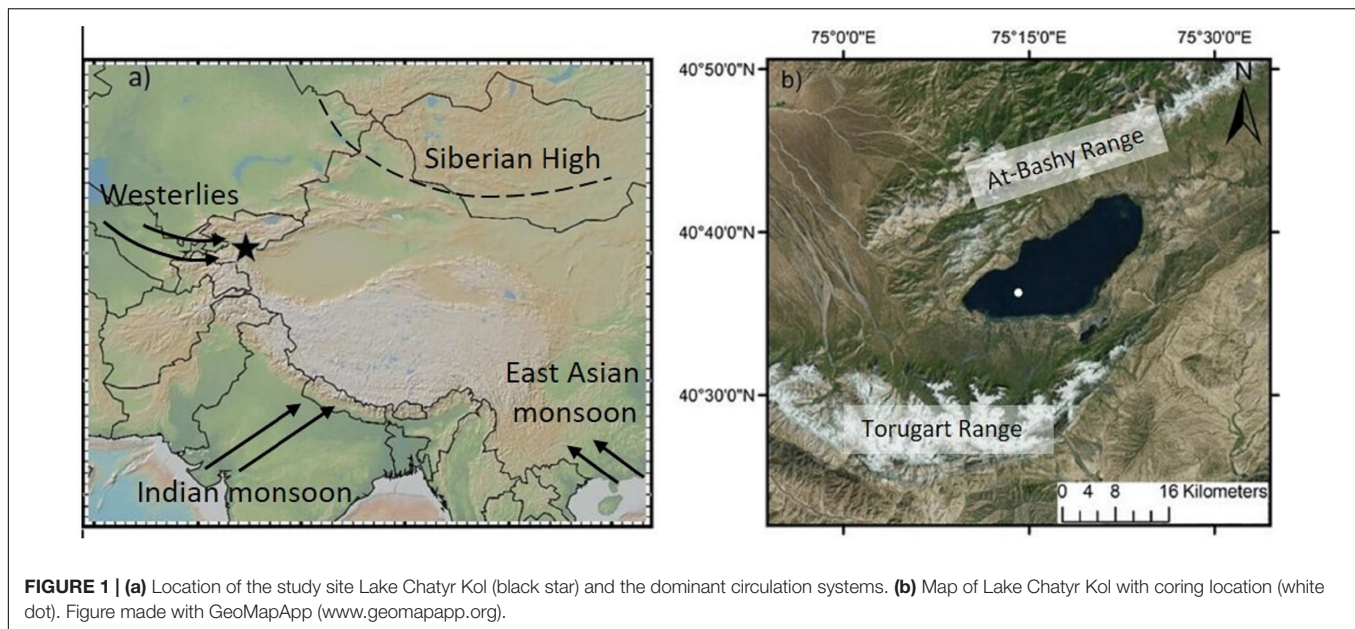 a)
Siberian High
Westerlies
East Asian
monsoon
Indian monsoon
75°0'0"E 75°15'0"E 75°30'0"E
40°50'0"N
b)
N
At-Bashy Range
40°40'0"N
40°30'0"N
Torugart Range
0 4 8 16 Kilometers
FIGURE 1 | (a) Location of the study site Lake Chatyr Kol (black star) and the dominant circulation systems. (b) Map of Lake Chatyr Kol with coring location (white
dot). Figure made with GeoMapApp (www.geomapapp.org).